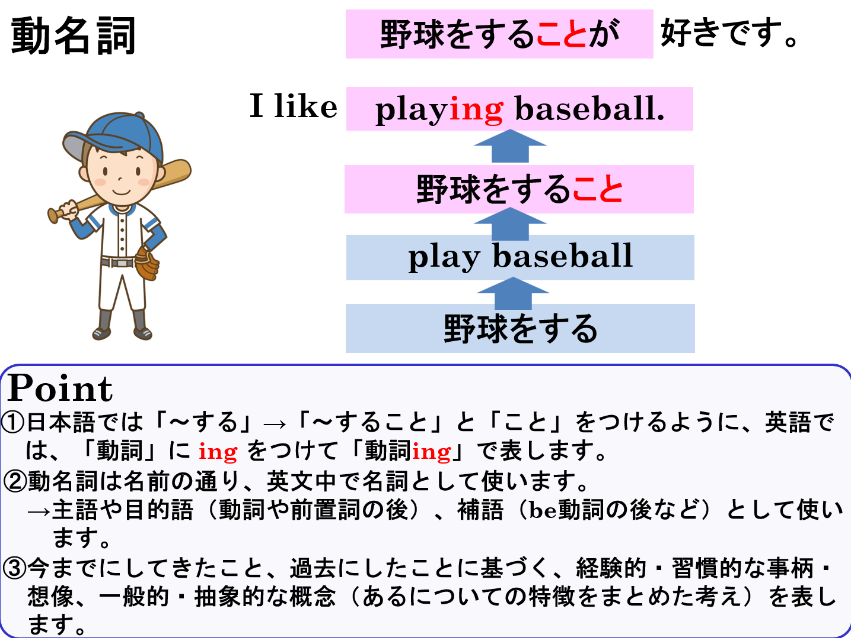 動名詞
野球をすることが 好きです。
I like playing baseball.
野球をすること
play baseball
野球をする
Point
①日本語では「～する」→「～すること」と「こと」をつけるように、英語で
は、「動詞」に ing をつけて「動詞ing」で表します。
②動名詞は名前の通り、英文中で名詞として使います。
→主語や目的語（動詞や前置詞の後）、補語（be動詞の後など）として使い
ます。
③今までにしてきたこと、過去にしたことに基づく、経験的・習慣的な事柄・
想像、一般的・抽象的な概念（あるについての特徴をまとめた考え）を表し
ます。